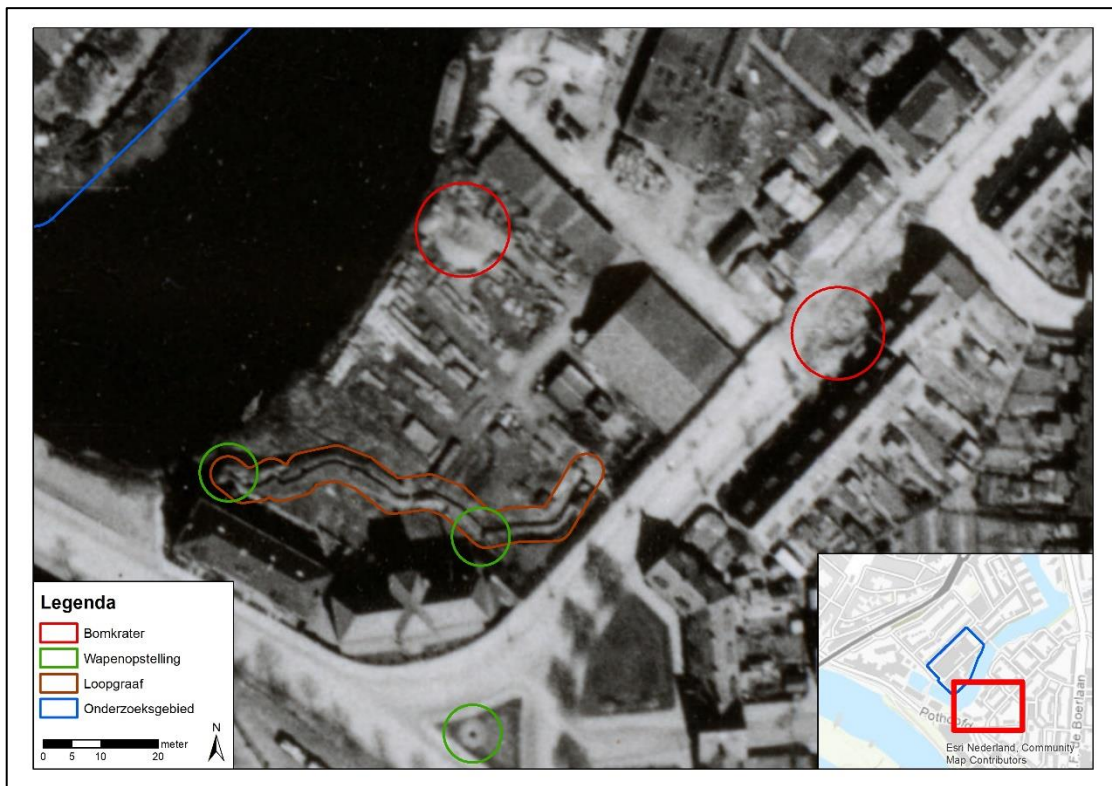 Legenda
Bomkrater
Wapenopstelling
Loopgraaf
Onderzoeksgebied
0 5 10 20 meter
N
Pothoofd
F. de Boerlaan
Esri Nederland, Community
Map Contributors